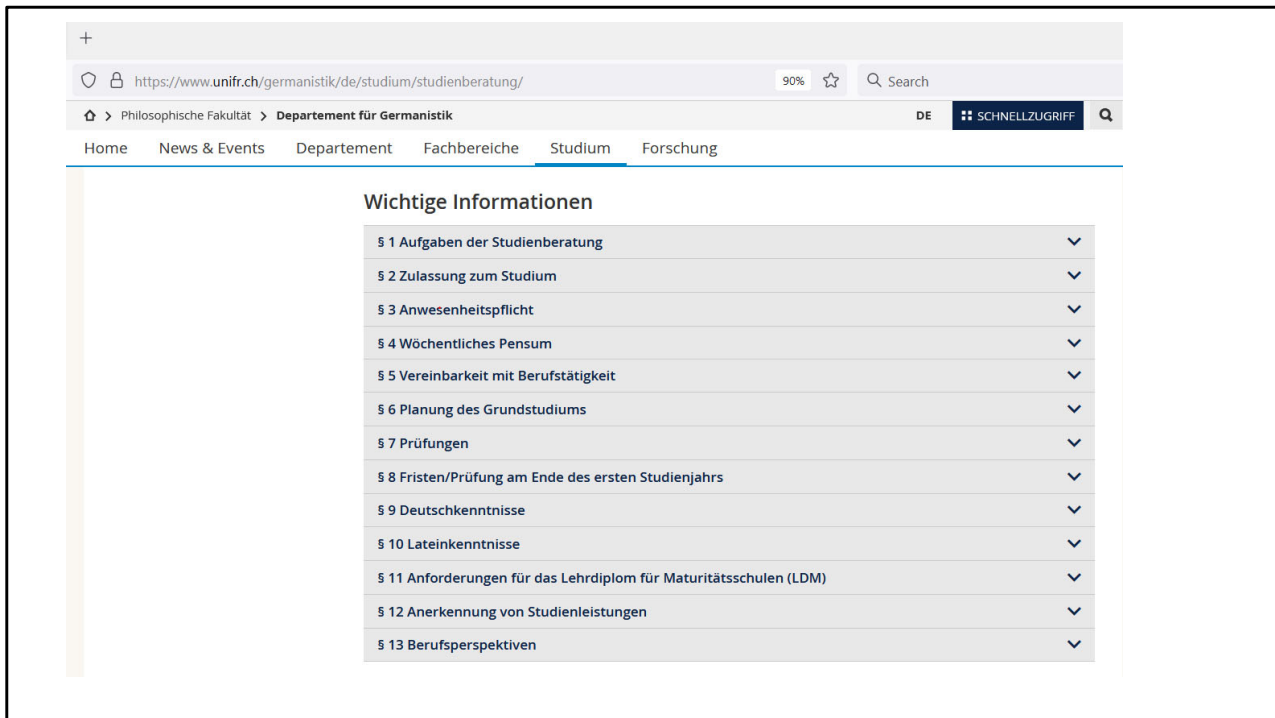 https://www.unifr.ch/germanistik/de/studium/studienberatung/ 90% Search
Philosophische Fakultät > Departement für Germanistik DE SCHNELLZUGRIFF
Home News & Events Departement Fachbereiche Studium Forschung
Wichtige Informationen
§ 1 Aufgaben der Studienberatung
§ 2 Zulassung zum Studium
§ 3 Anwesenheitspflicht
§ 4 Wöchentliches Pensum
§ 5 Vereinbarkeit mit Berufstätigkeit
§ 6 Planung des Grundstudiums
§ 7 Prüfungen
§ 8 Fristen/Prüfung am Ende des ersten Studienjahrs
§ 9 Deutschkenntnisse
§ 10 Lateinkenntnisse
§ 11 Anforderungen für das Lehrdiplom für Maturitätsschulen (LDM)
§ 12 Anerkennung von Studienleistungen
§ 13 Berufsperspektiven